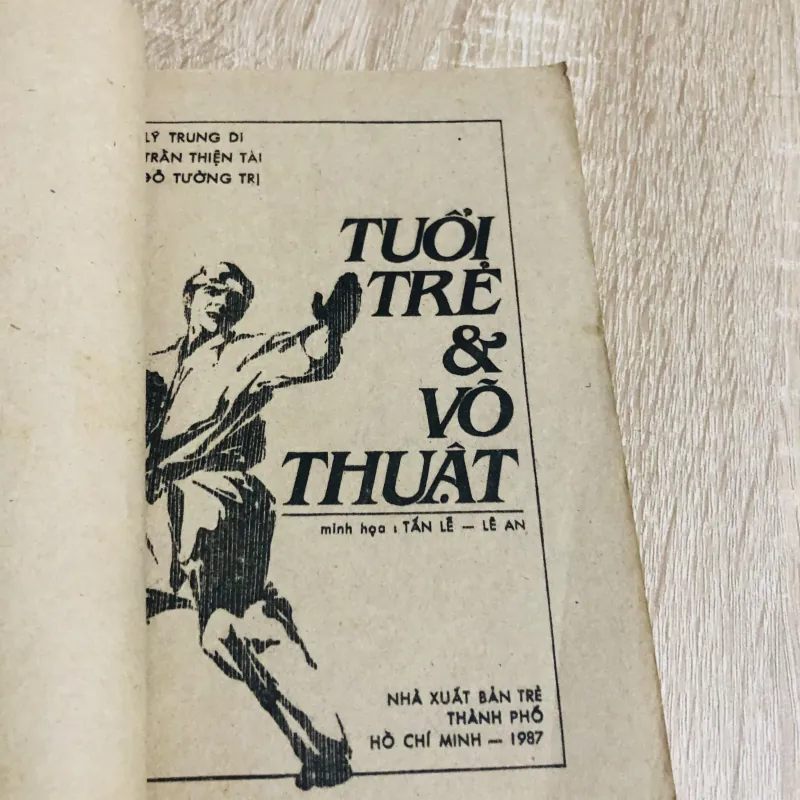 LÝ TRUNG DI
TRẦN THIỆN TÀI
ĐỖ TƯỜNG TRỊ
TUỔI
TRẺ
&
VÕ
THUẬT
minh họa : TẤN LỄ — LÊ AN
NHÀ XUẤT BẢN TRẺ
THÀNH PHỐ
HỒ CHÍ MINH — 1987